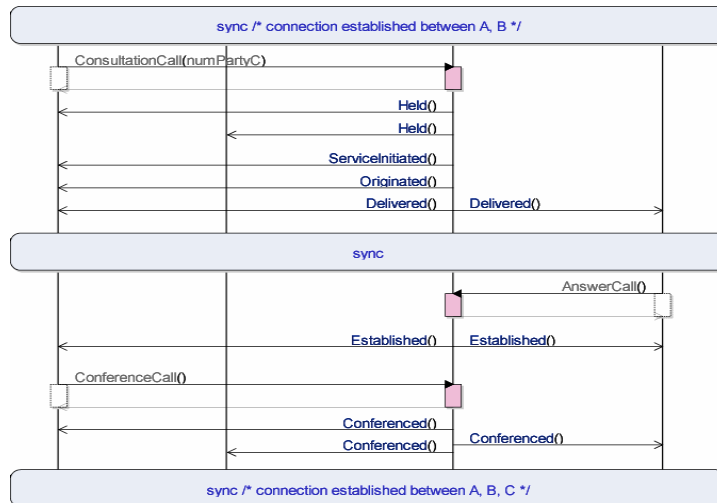 sync /* connection established between A, B */
ConsultationCall(numPartyC)
Held()
Held()
ServiceInitiated()
Originated()
Delivered() Delivered()
sync
AnswerCall()
Established() Established()
ConferenceCall()
Conferenced()
Conferenced() Conferenced()
sync /* connection established between A, B, C */